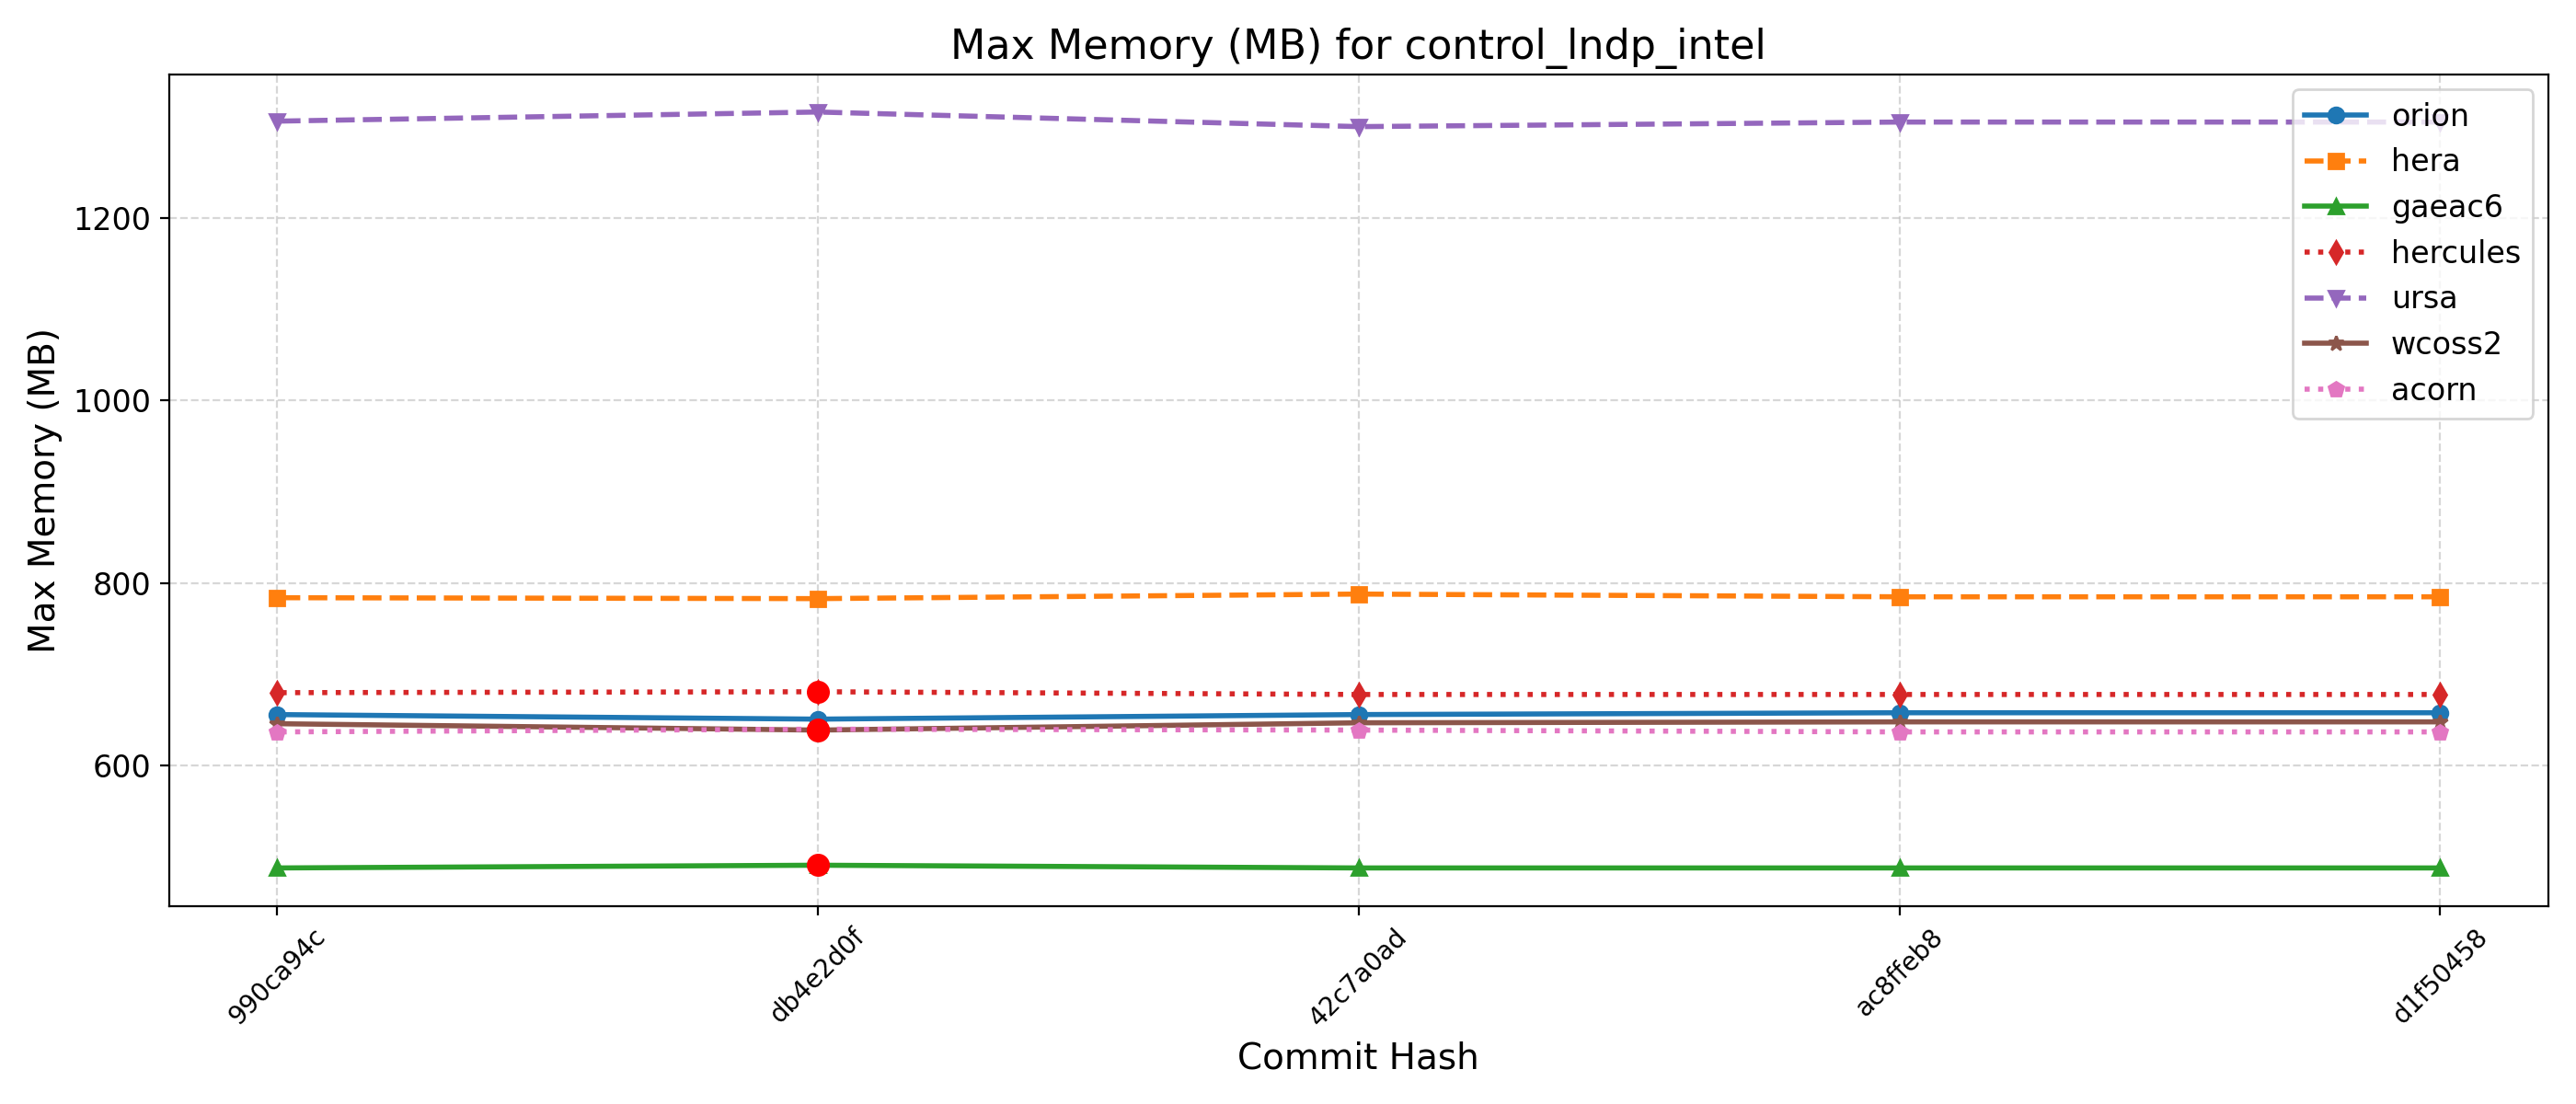 Max Memory (MB) for control_lndp_intel
Max Memory (MB)
1200
1000
800
600
orion
hera
gaeac6
hercules
ursa
wcoss2
acorn
990ca94c
db4e2d0f
42c7a0ad
ac8ffeb8
d1f50458
Commit Hash